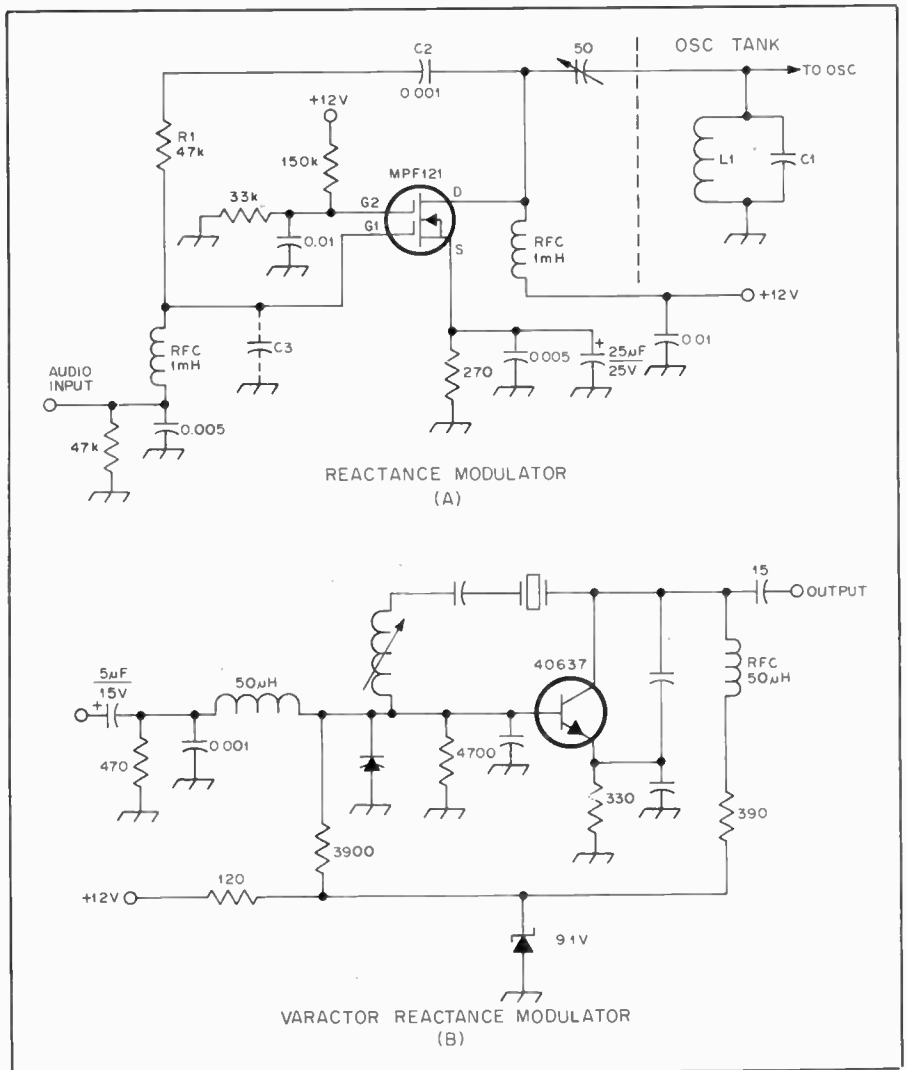 C2
0.001
50
OSC TANK
TO OSC
+12V
R1
47k
150k
MPF121
L1
C1
33k
G2
D
0.01
G1
S
RFC
1mH
+12V
C3
RFC
1mH
AUDIO
INPUT
0.005
47k
270
0.005
+
25μF
25V
0.01
REACTANCE MODULATOR
(A)
15
OUTPUT
40637
RFC
50μH
5μF
15V
+
50μH
470
0.001
4700
330
390
3900
+12V
120
9.1V
VARACTOR REACTANCE MODULATOR
(B)